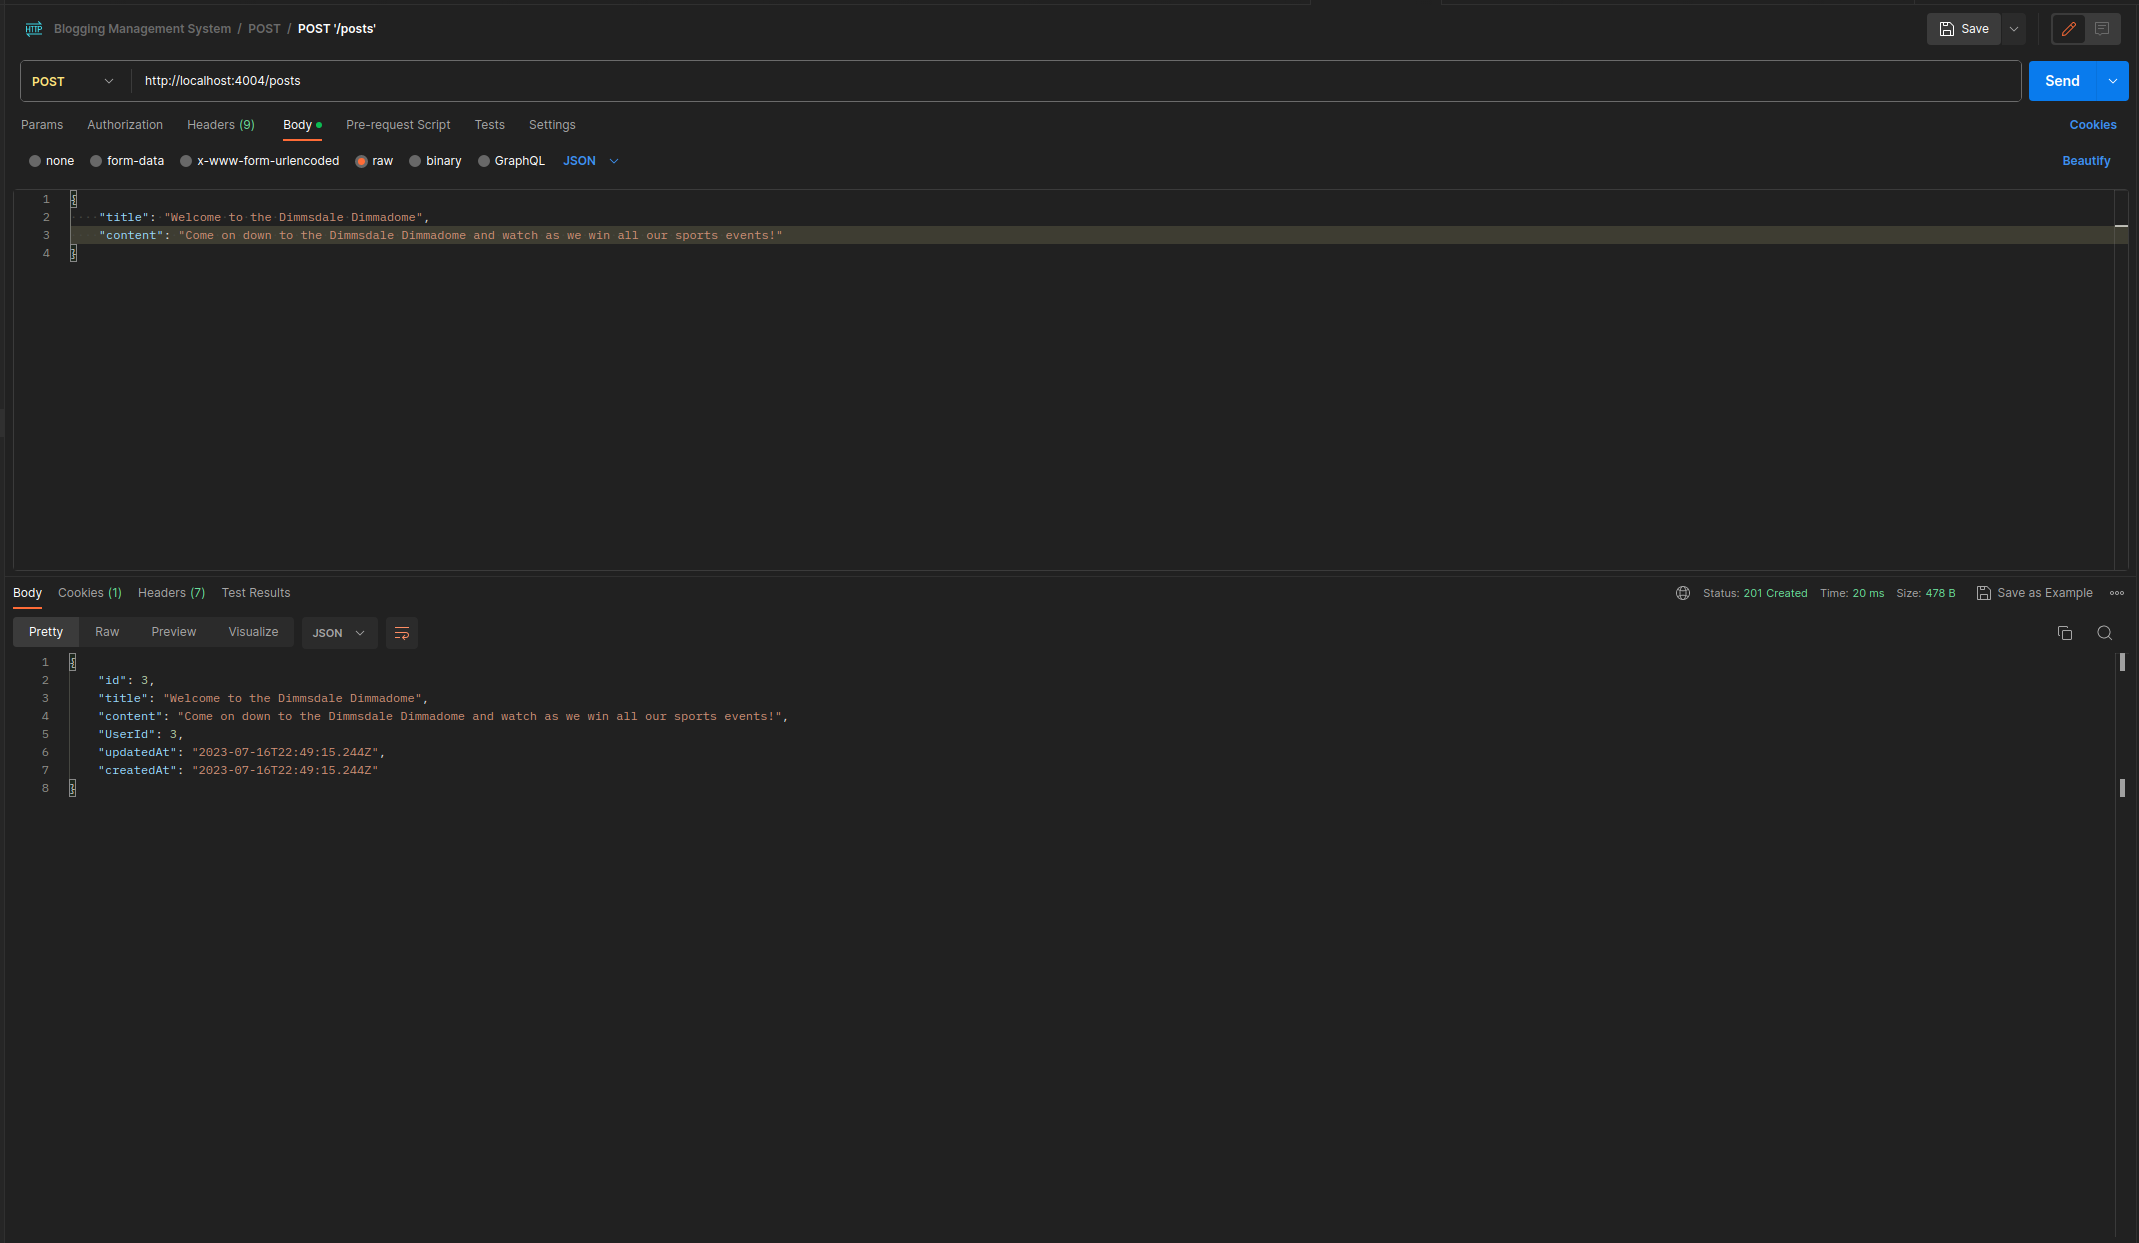 HTTP Blogging Management System / POST / POST '/posts' Save
POST http://localhost:4004/posts Send
Params Authorization Headers (9) Body Pre-request Script Tests Settings Cookies
none form-data x-www-form-urlencoded raw binary GraphQL JSON Beautify
1 {
2 "title": "Welcome to the Dimmsdale Dimmadome",
3 "content": "Come on down to the Dimmsdale Dimmadome and watch as we win all our sports events!"
4 }
Body Cookies (1) Headers (7) Test Results Status: 201 Created Time: 20 ms Size: 478 B Save as Example
Pretty Raw Preview Visualize JSON
1 {
2 "id": 3,
3 "title": "Welcome to the Dimmsdale Dimmadome",
4 "content": "Come on down to the Dimmsdale Dimmadome and watch as we win all our sports events!",
5 "UserId": 3,
6 "updatedAt": "2023-07-16T22:49:15.244Z",
7 "createdAt": "2023-07-16T22:49:15.244Z"
8 }